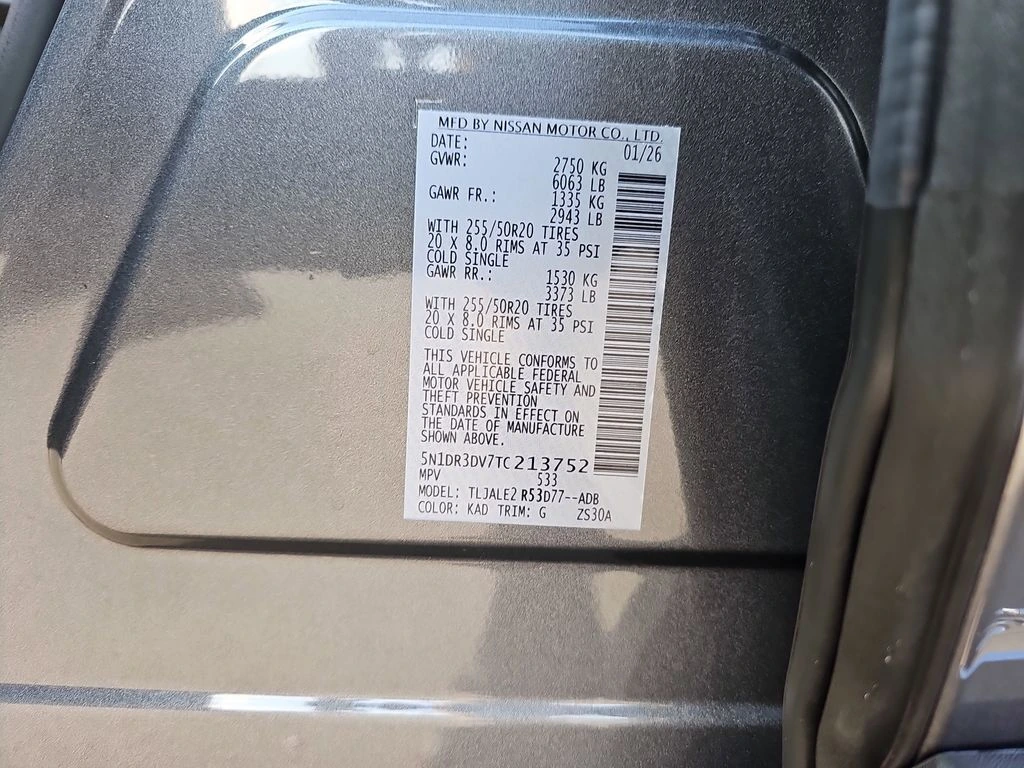 MFD BY NISSAN MOTOR CO., LTD.
DATE: 01/26
GVWR: 2750 KG
6063 LB
GAWR FR.: 1335 KG
2943 LB
WITH 255/50R20 TIRES
20 X 8.0 RIMS AT 35 PSI
COLD SINGLE
GAWR RR.: 1530 KG
3373 LB
WITH 255/50R20 TIRES
20 X 8.0 RIMS AT 35 PSI
COLD SINGLE
THIS VEHICLE CONFORMS TO
ALL APPLICABLE FEDERAL
MOTOR VEHICLE SAFETY AND
THEFT PREVENTION
STANDARDS IN EFFECT ON
THE DATE OF MANUFACTURE
SHOWN ABOVE.
5N1DR3DV7TC213752
MPV 533
MODEL: TLJALE2 R53D77--ADB
COLOR: KAD TRIM: G ZS30A